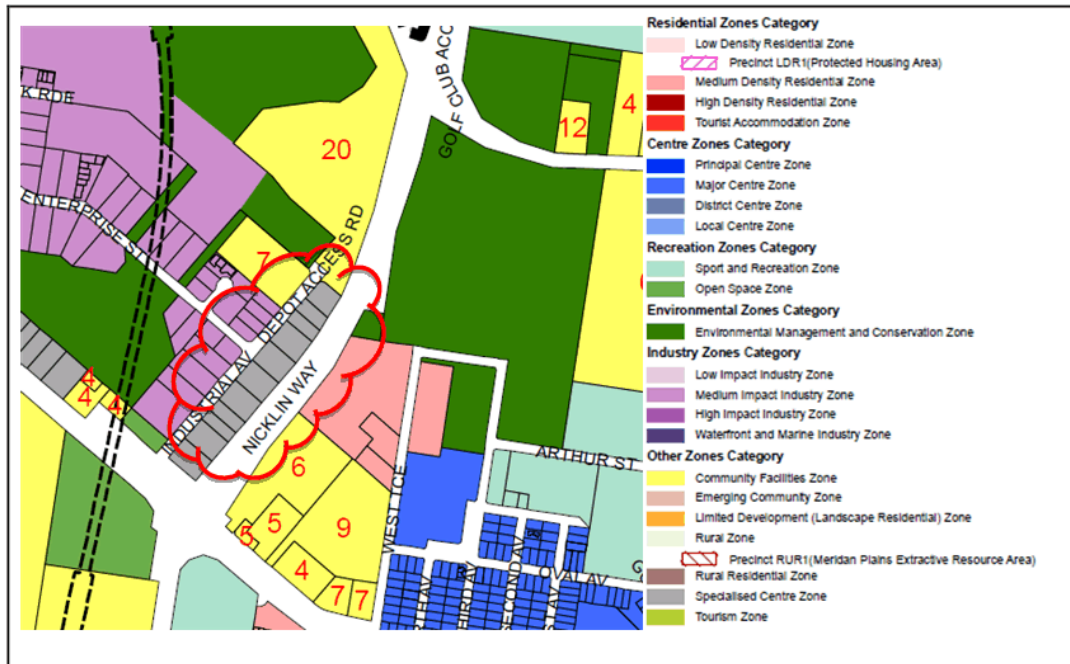 K RDE
ENTERPRISE ST
GOLF CLUB ACC
20
12
4
7
DEPOT ACCESS RD
INDUSTRIAL AV
NICKLIN WAY
4
4
4
6
5
5
9
4
7
7
WEST TCE
ARTHUR ST
OVAL AV
SECOND AV
Residential Zones Category
Low Density Residential Zone
Precinct LDR1(Protected Housing Area)
Medium Density Residential Zone
High Density Residential Zone
Tourist Accommodation Zone
Centre Zones Category
Principal Centre Zone
Major Centre Zone
District Centre Zone
Local Centre Zone
Recreation Zones Category
Sport and Recreation Zone
Open Space Zone
Environmental Zones Category
Environmental Management and Conservation Zone
Industry Zones Category
Low Impact Industry Zone
Medium Impact Industry Zone
High Impact Industry Zone
Waterfront and Marine Industry Zone
Other Zones Category
Community Facilities Zone
Emerging Community Zone
Limited Development (Landscape Residential) Zone
Rural Zone
Precinct RUR1(Meridan Plains Extractive Resource Area)
Rural Residential Zone
Specialised Centre Zone
Tourism Zone